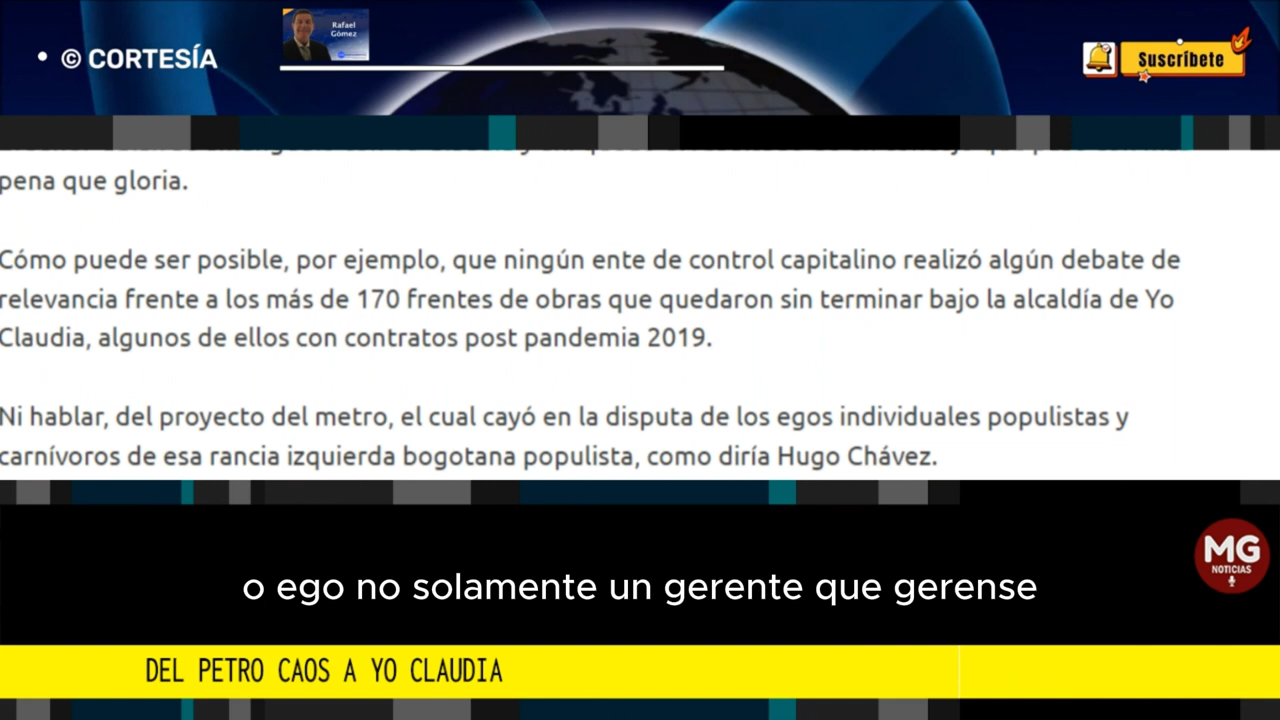 • © CORTESÍA
Rafael
Gómez
Suscríbete
pena que gloria.
Cómo puede ser posible, por ejemplo, que ningún ente de control capitalino realizó algún debate de
relevancia frente a los más de 170 frentes de obras que quedaron sin terminar bajo la alcaldía de Yo
Claudia, algunos de ellos con contratos post pandemia 2019.
Ni hablar, del proyecto del metro, el cual cayó en la disputa de los egos individuales populistas y
carnívoros de esa rancia izquierda bogotana populista, como diría Hugo Chávez.
MG
NOTICIAS
o ego no solamente un gerente que gerense
DEL PETRO CAOS A YO CLAUDIA